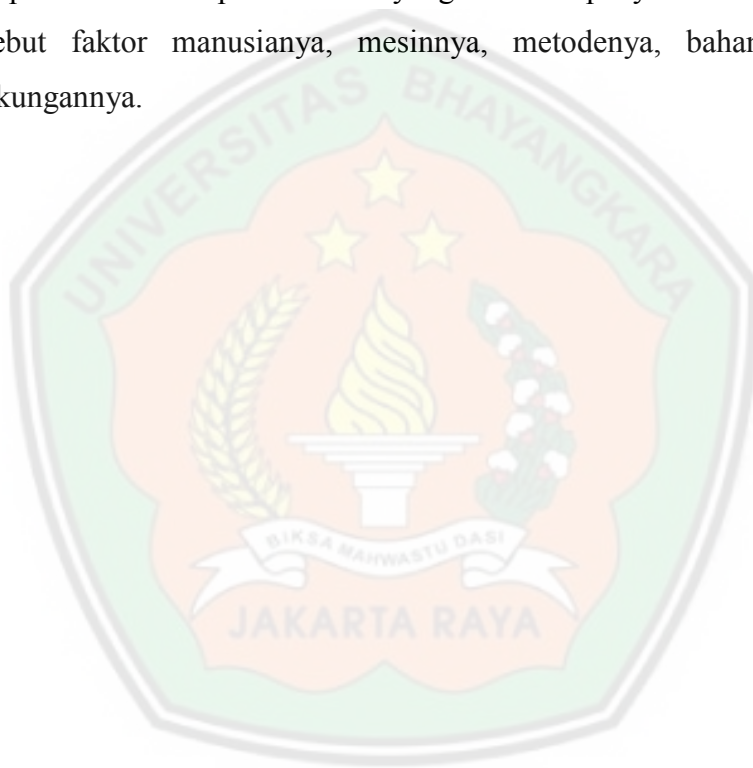 ebut faktor manusianya, mesinnya, metodenya, bahan
kungannya.
UNIVERSITAS BHAYANGKARA
BIKSA MAHWASTU DASI
JAKARTA RAYA